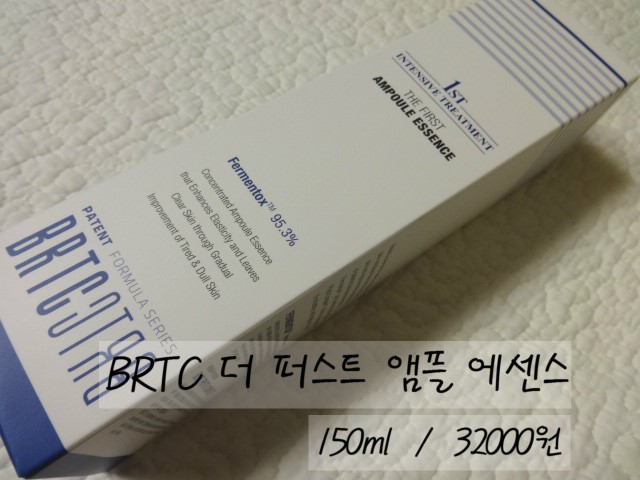 1ST
INTENSIVE TREATMENT
THE FIRST
AMPOULE ESSENCE
Fermentox™ 95.3%
Concentrated Ampoule Essence
that Enhances Elasticity and Leaves
Clear Skin through Gradual
Improvement of Tired & Dull Skin
PATENT FORMULA SERIES
BRTC
BRTC 더 퍼스트 앰플 에센스
150ml / 32000원